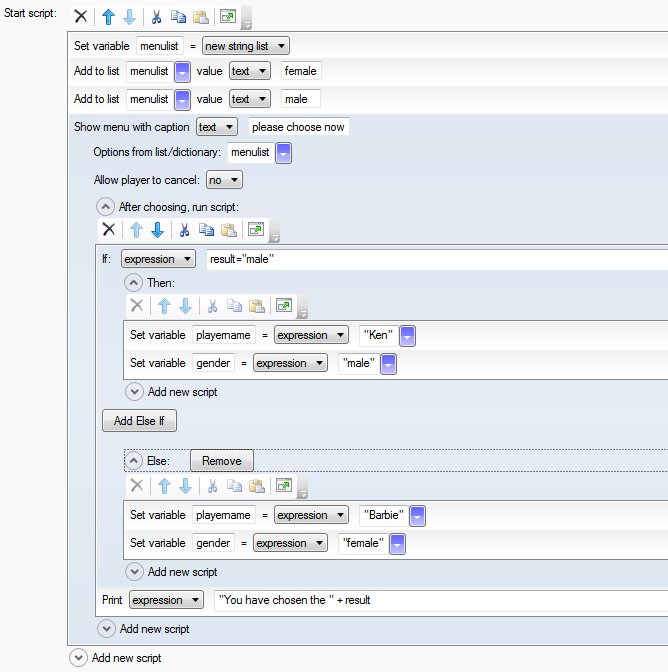 Start script:
Set variable menulist = new string list
Add to list menulist value text female
Add to list menulist value text male
Show menu with caption text please choose now
Options from list/dictionary: menulist
Allow player to cancel: no
After choosing, run script:
If: expression result="male"
Then:
Set variable playername = expression "Ken"
Set variable gender = expression "male"
Add new script
Add Else If
Else: Remove
Set variable playername = expression "Barbie"
Set variable gender = expression "female"
Add new script
Print expression "You have chosen the " + result
Add new script
Add new script